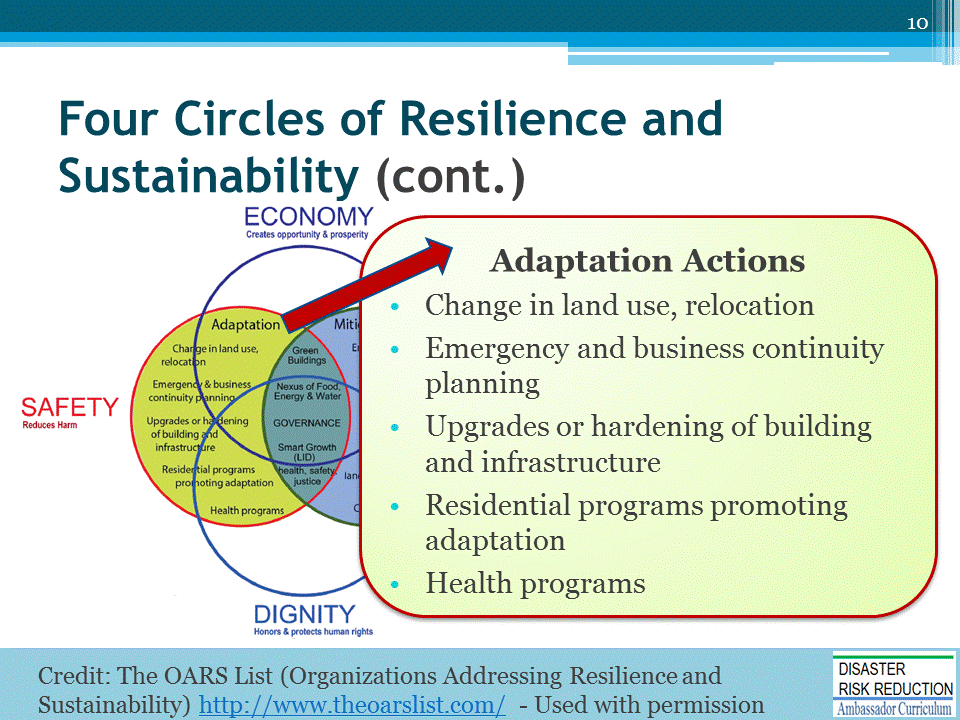 10
Four Circles of Resilience and
Sustainability (cont.)
ECONOMY
Creates opportunity & prosperity
SAFETY
Reduces Harm
Adaptation
Change in land use,
relocation
Emergency & business
continuity planning
Upgrades or hardening
of building and
infrastructure
Residential programs
promoting adaptation
Health programs
Green
Buildings
Nexus of Food,
Energy & Water
GOVERNANCE
Smart Growth
(LID)
health, safety,
justice
DIGNITY
Honors & protects human rights
Adaptation Actions
• Change in land use, relocation
• Emergency and business continuity
planning
• Upgrades or hardening of building
and infrastructure
• Residential programs promoting
adaptation
• Health programs
Credit: The OARS List (Organizations Addressing Resilience and
Sustainability) http://www.theoarslist.com/ - Used with permission
DISASTER
RISK REDUCTION
Ambassador Curriculum